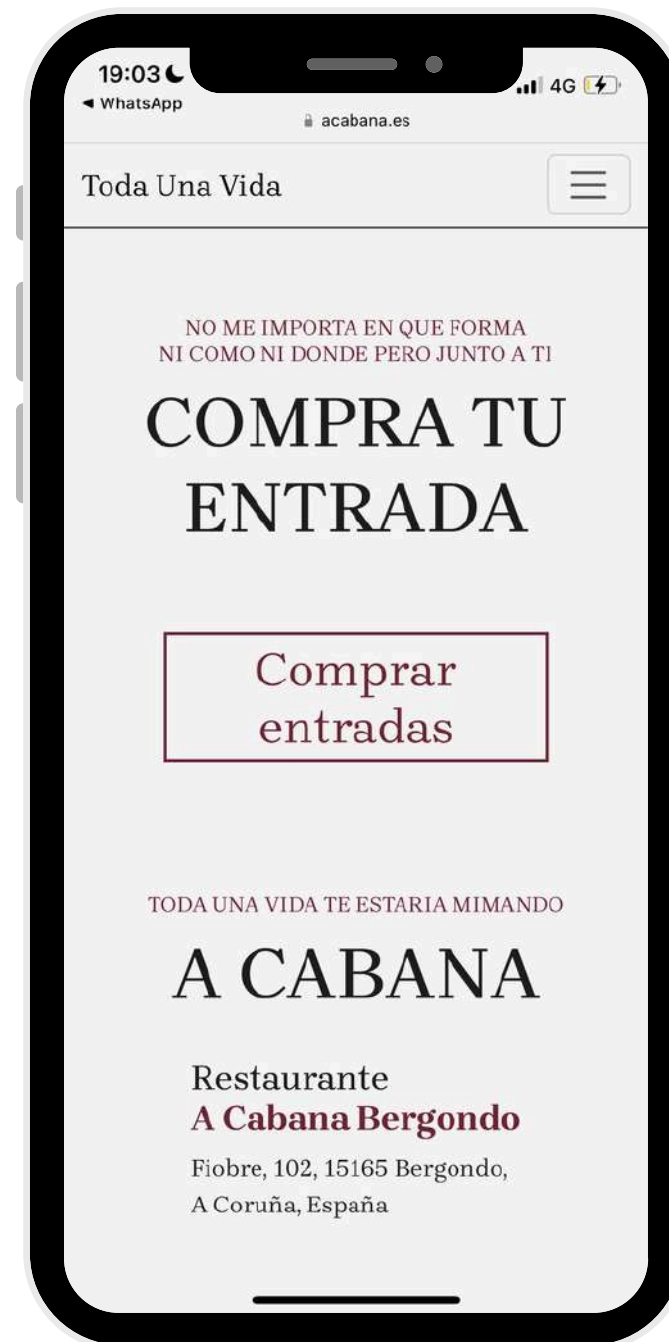 19:03
◀ WhatsApp
4G
acabana.es
Toda Una Vida
NO ME IMPORTA EN QUE FORMA
NI COMO NI DONDE PERO JUNTO A TI
COMPRA TU
ENTRADA
Comprar
entradas
TODA UNA VIDA TE ESTARIA MIMANDO
A CABANA
Restaurante
A Cabana Bergondo
Fiobre, 102, 15165 Bergondo,
A Coruña, España